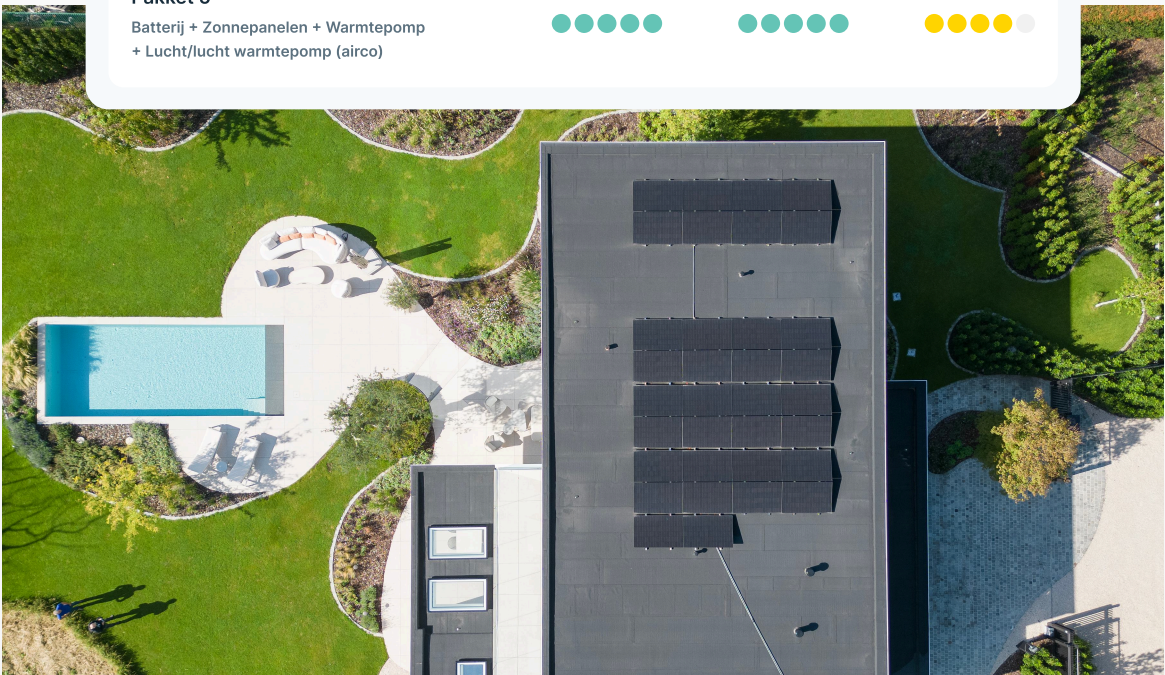 Batterij + Zonnepanelen + Warmtepomp
+ Lucht/lucht warmtepomp (airco)